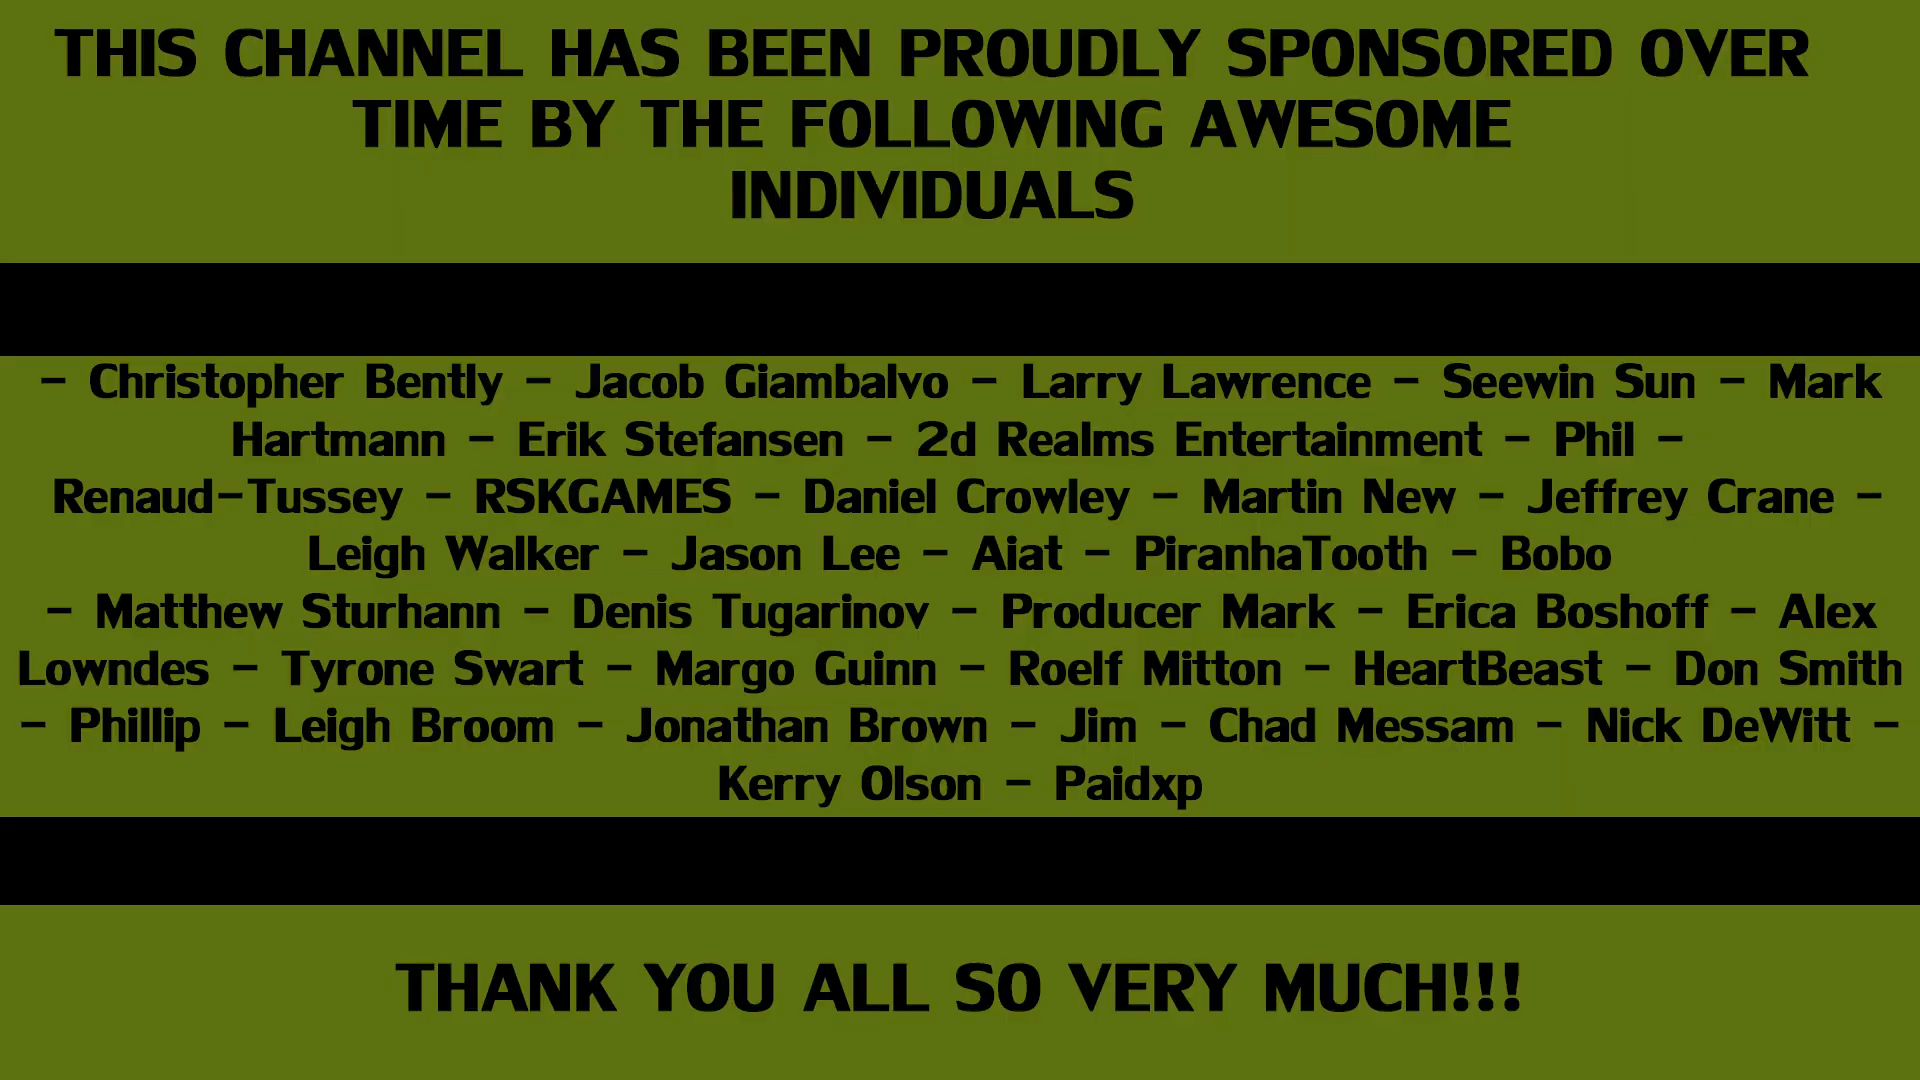 THIS CHANNEL HAS BEEN PROUDLY SPONSORED OVER
TIME BY THE FOLLOWING AWESOME
INDIVIDUALS
- Christopher Bently - Jacob Giambalvo - Larry Lawrence - Seewin Sun - Mark
Hartmann - Erik Stefansen - 2d Realms Entertainment - Phil -
Renaud-Tussey - RSKGAMES - Daniel Crowley - Martin New - Jeffrey Crane -
Leigh Walker - Jason Lee - Aiat - PiranhaTooth - Bobo
- Matthew Sturhann - Denis Tugarinov - Producer Mark - Erica Boshoff - Alex
Lowndes - Tyrone Swart - Margo Guinn - Roelf Mitton - HeartBeast - Don Smith
- Phillip - Leigh Broom - Jonathan Brown - Jim - Chad Messam - Nick DeWitt -
Kerry Olson - Paidxp
THANK YOU ALL SO VERY MUCH!!!